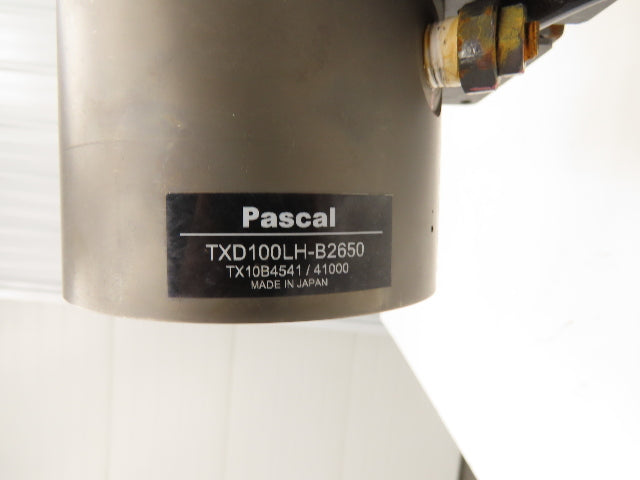 Pascal
TXD100LH-B2650
TX10B4541 / 41000
MADE IN JAPAN